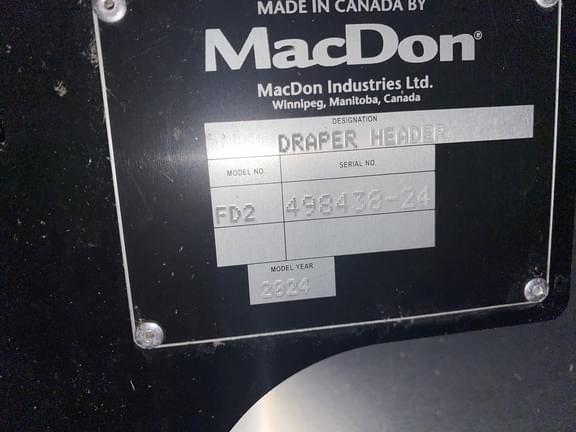 MADE IN CANADA BY
MacDon®
MacDon Industries Ltd.
Winnipeg, Manitoba, Canada
DESIGNATION
DRAPER HEADER
MODEL NO.
SERIAL NO.
FD2
498438-24
MODEL YEAR
2024